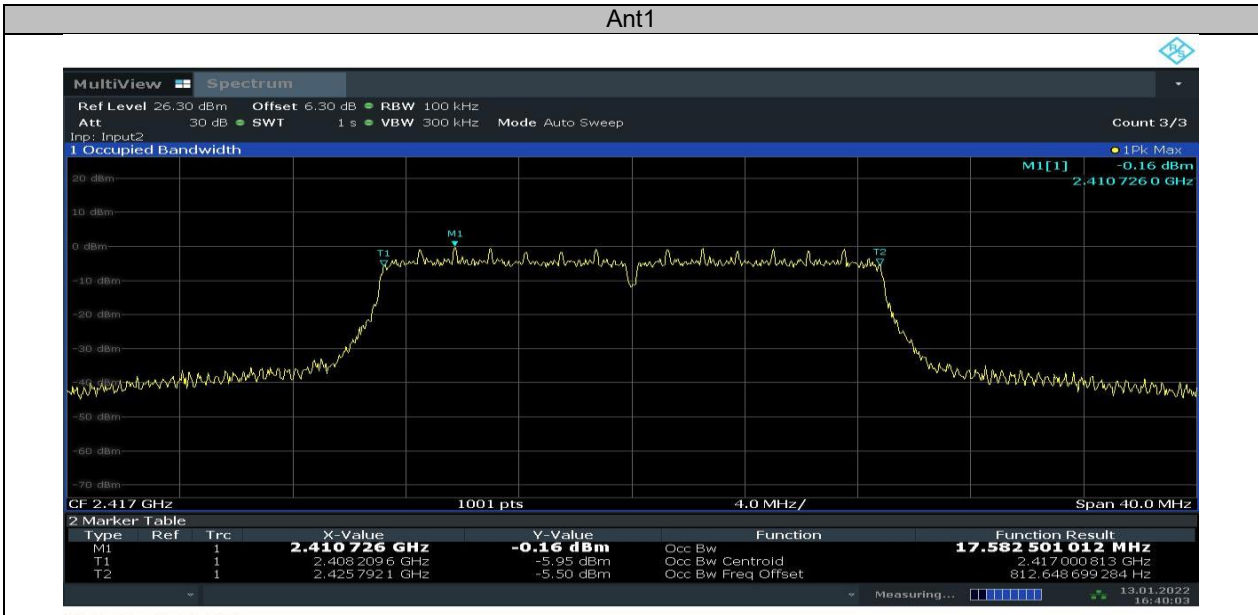 Ant1
R&S
MultiView Spectrum
Ref Level 26.30 dBm Offset 6.30 dB RBW 100 kHz
Att 30 dB SWT 1 s VBW 300 kHz Mode Auto Sweep Count 3/3
Inp: Input2
1 Occupied Bandwidth 1Pk Max
M1[1] -0.16 dBm
2.410 726 0 GHz
20 dBm
10 dBm
M1
0 dBm
T1 T2
-10 dBm
-20 dBm
-30 dBm
-40 dBm
-50 dBm
-60 dBm
-70 dBm
CF 2.417 GHz 1001 pts 4.0 MHz/ Span 40.0 MHz
2 Marker Table
Type Ref Trc X-Value Y-Value Function Function Result
M1 1 2.410 726 GHz -0.16 dBm Occ Bw 17.582 501 012 MHz
T1 1 2.408 209 6 GHz -5.95 dBm Occ Bw Centroid 2.417 000 813 GHz
T2 1 2.425 792 1 GHz -5.50 dBm Occ Bw Freq Offset 812.648 699 284 Hz
Measuring... 13.01.2022
16:40:03